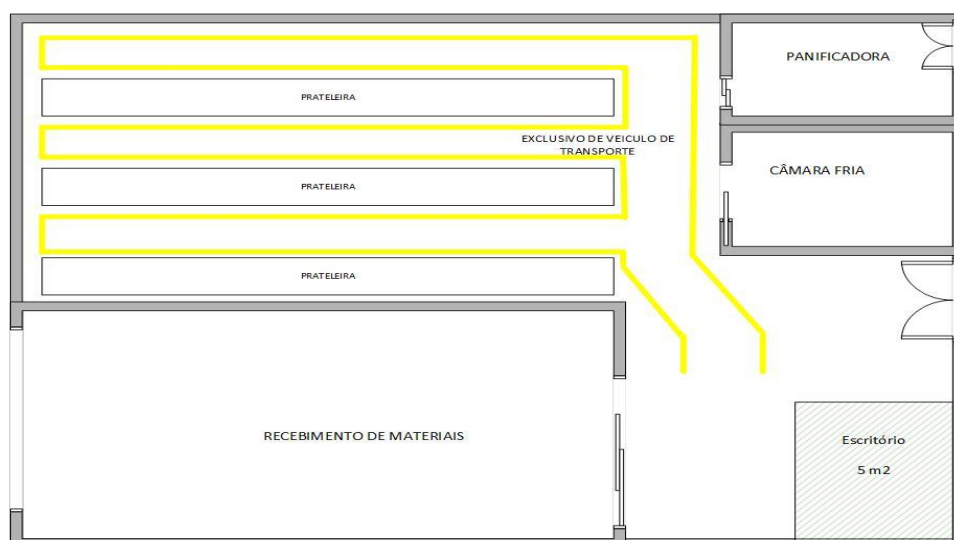 PANIFICADORA
PRATELEIRA
EXCLUSIVO DE VEICULO DE
TRANSPORTE
CÂMARA FRIA
PRATELEIRA
PRATELEIRA
RECEBIMENTO DE MATERIAIS
Escritório
5 m2